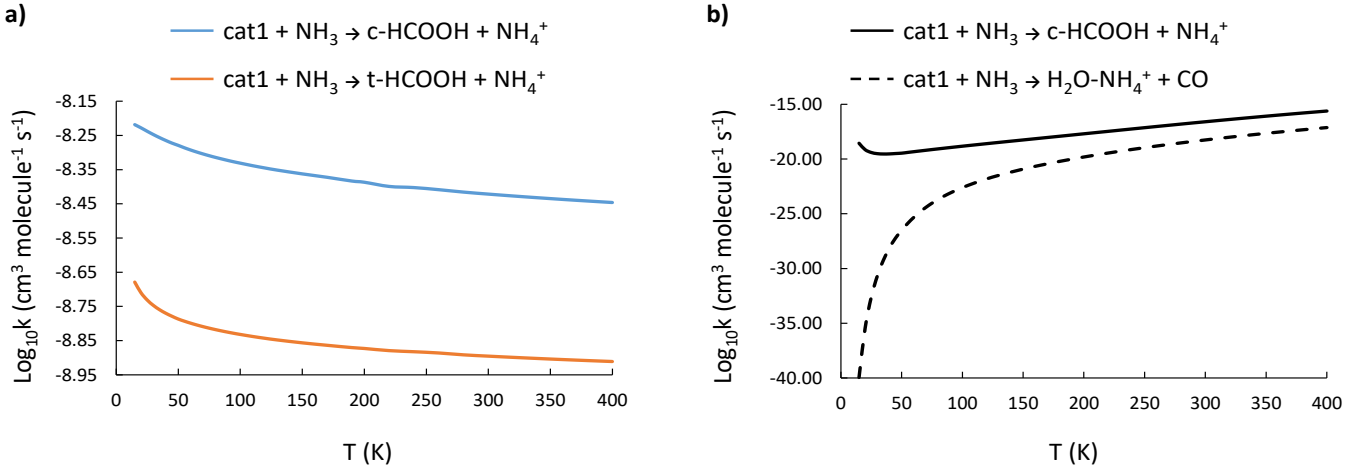 a)
cat1 + NH₃ → c-HCOOH + NH₄⁺
cat1 + NH₃ → t-HCOOH + NH₄⁺
Log₁₀k (cm³ molecule⁻¹ s⁻¹)
-8.15
-8.25
-8.35
-8.45
-8.55
-8.65
-8.75
-8.85
-8.95
0 50 100 150 200 250 300 350 400
T (K)
b)
cat1 + NH₃ → c-HCOOH + NH₄⁺
cat1 + NH₃ → H₂O-NH₄⁺ + CO
Log₁₀k (cm³ molecule⁻¹ s⁻¹)
-15.00
-20.00
-25.00
-30.00
-35.00
-40.00
0 50 100 150 200 250 300 350 400
T (K)